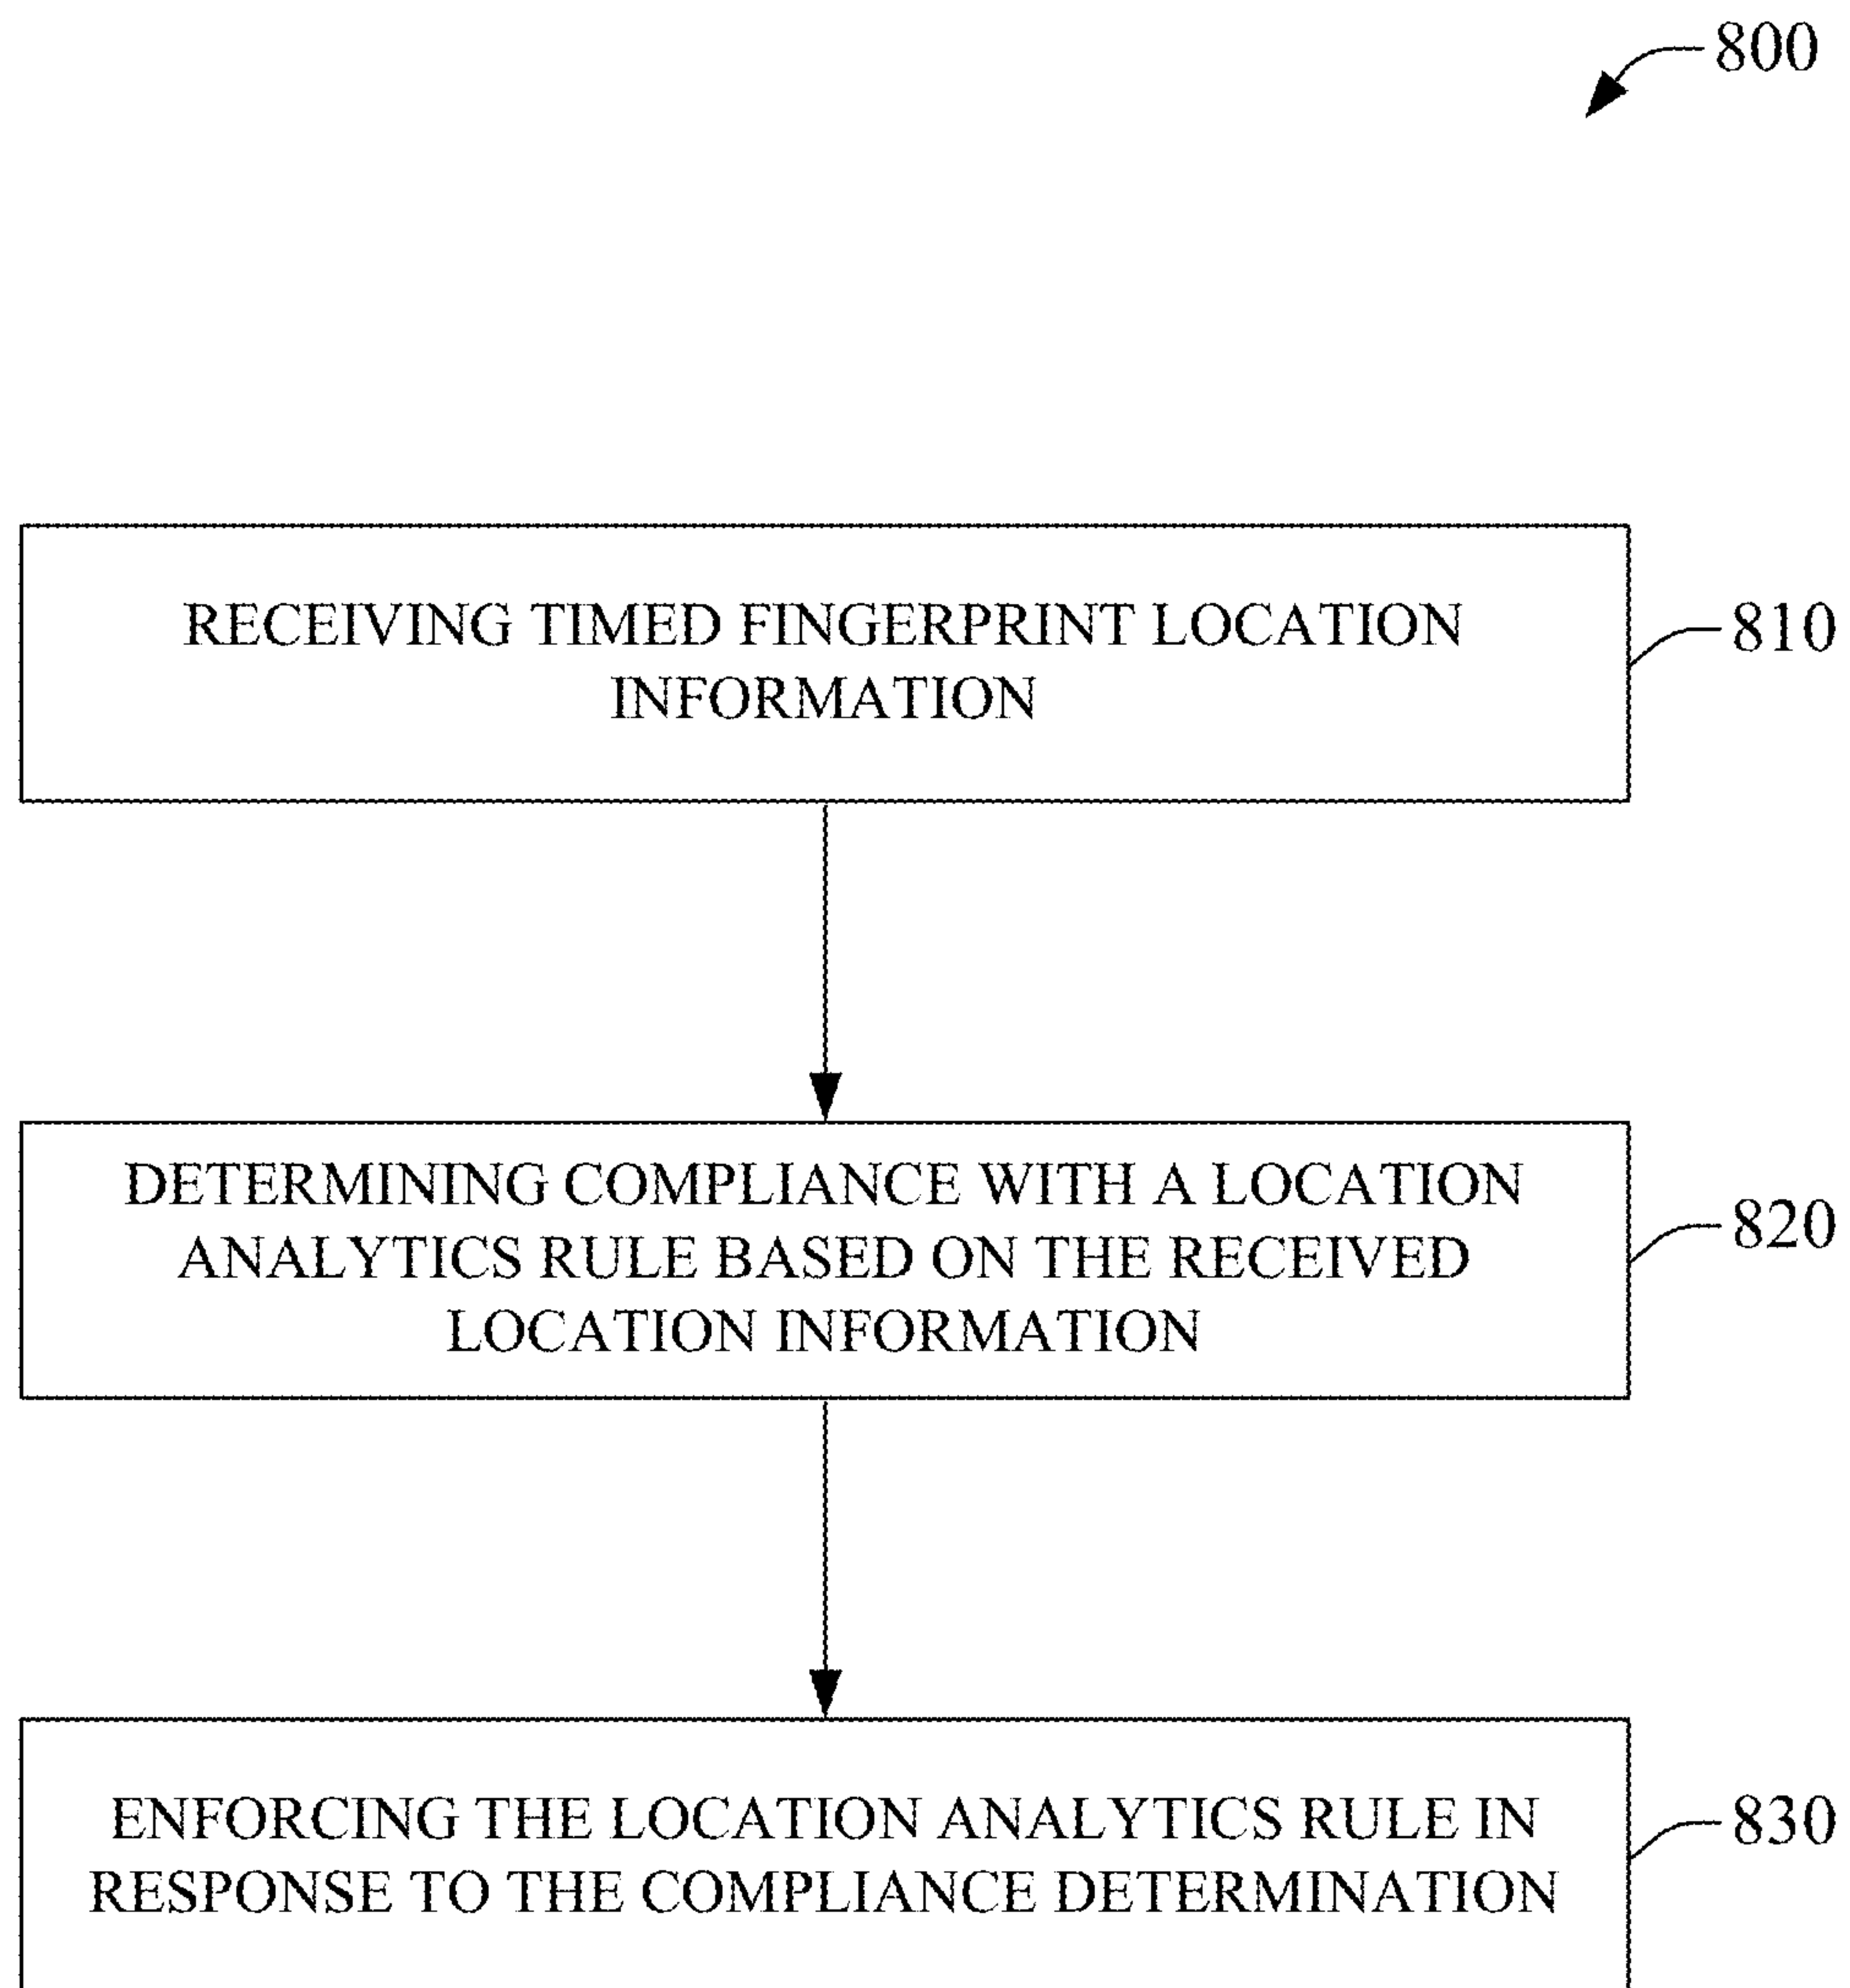 800
RECEIVING TIMED FINGERPRINT LOCATION
INFORMATION
810
DETERMINING COMPLIANCE WITH A LOCATION
ANALYTICS RULE BASED ON THE RECEIVED
LOCATION INFORMATION
820
ENFORCING THE LOCATION ANALYTICS RULE IN
RESPONSE TO THE COMPLIANCE DETERMINATION
830